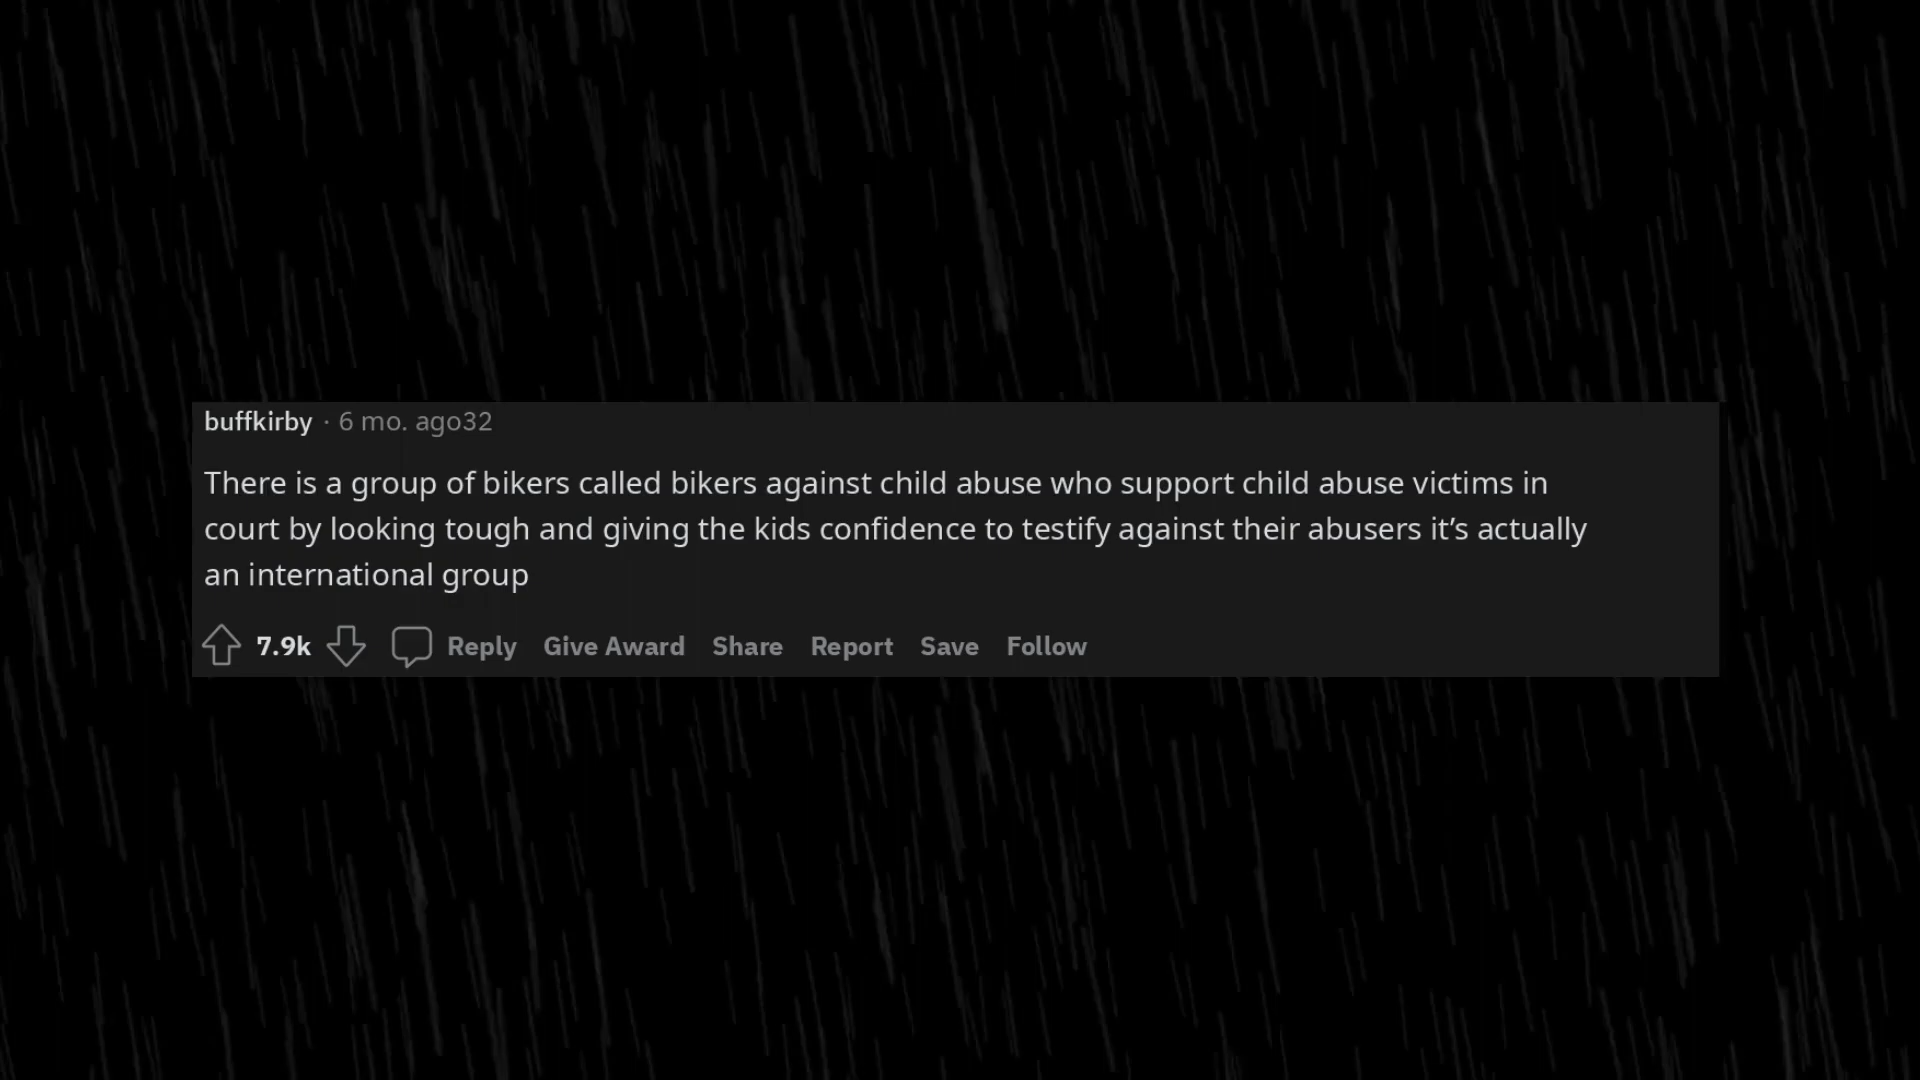 buffkirby · 6 mo. ago32
There is a group of bikers called bikers against child abuse who support child abuse victims in
court by looking tough and giving the kids confidence to testify against their abusers it’s actually
an international group
7.9k Reply Give Award Share Report Save Follow